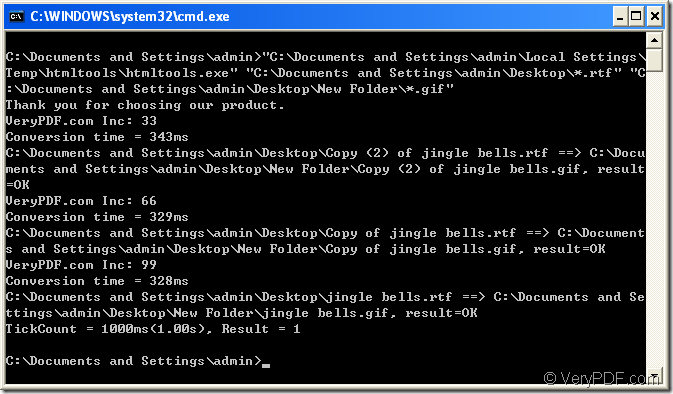 C:\WINDOWS\system32\cmd.exe
C:\Documents and Settings\admin>"C:\Documents and Settings\admin\Local Settings\
Temp\htmltools\htmltools.exe" "C:\Documents and Settings\admin\Desktop\*.rtf" "C
:\Documents and Settings\admin\Desktop\New Folder\*.gif"
Thank you for choosing our product.
VeryPDF.com Inc: 33
Conversion time = 343ms
C:\Documents and Settings\admin\Desktop\Copy (2) of jingle bells.rtf ==> C:\Docu
ments and Settings\admin\Desktop\New Folder\Copy (2) of jingle bells.gif, result
=OK
VeryPDF.com Inc: 66
Conversion time = 329ms
C:\Documents and Settings\admin\Desktop\Copy of jingle bells.rtf ==> C:\Document
s and Settings\admin\Desktop\New Folder\Copy of jingle bells.gif, result=OK
VeryPDF.com Inc: 99
Conversion time = 328ms
C:\Documents and Settings\admin\Desktop\jingle bells.rtf ==> C:\Documents and Se
ttings\admin\Desktop\New Folder\jingle bells.gif, result=OK
TickCount = 1000ms(1.00s), Result = 1
C:\Documents and Settings\admin>_
© VeryPDF.com